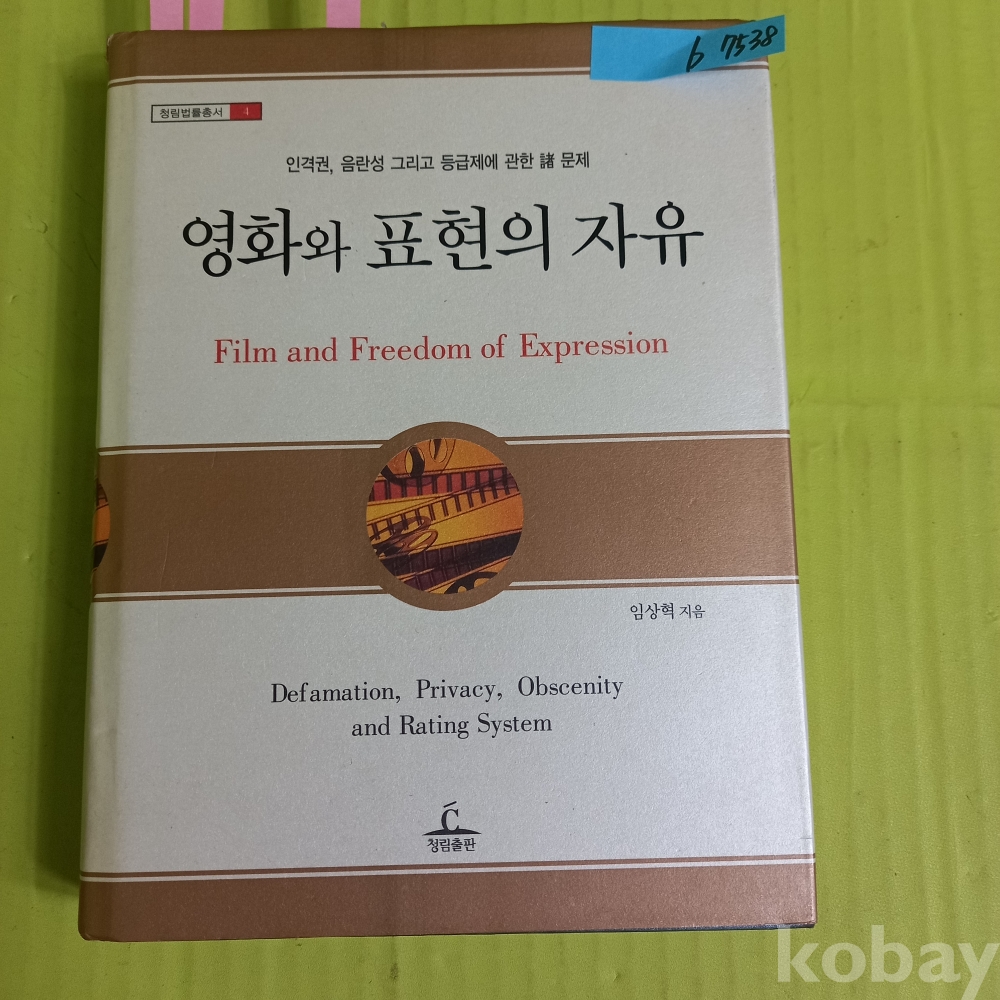 b 7538
청림법률총서 4
인격권, 음란성 그리고 등급제에 관한 諸 문제
영화와 표현의 자유
Film and Freedom of Expression
임상혁 지음
Defamation, Privacy, Obscenity
and Rating System
C
청림출판
kobay